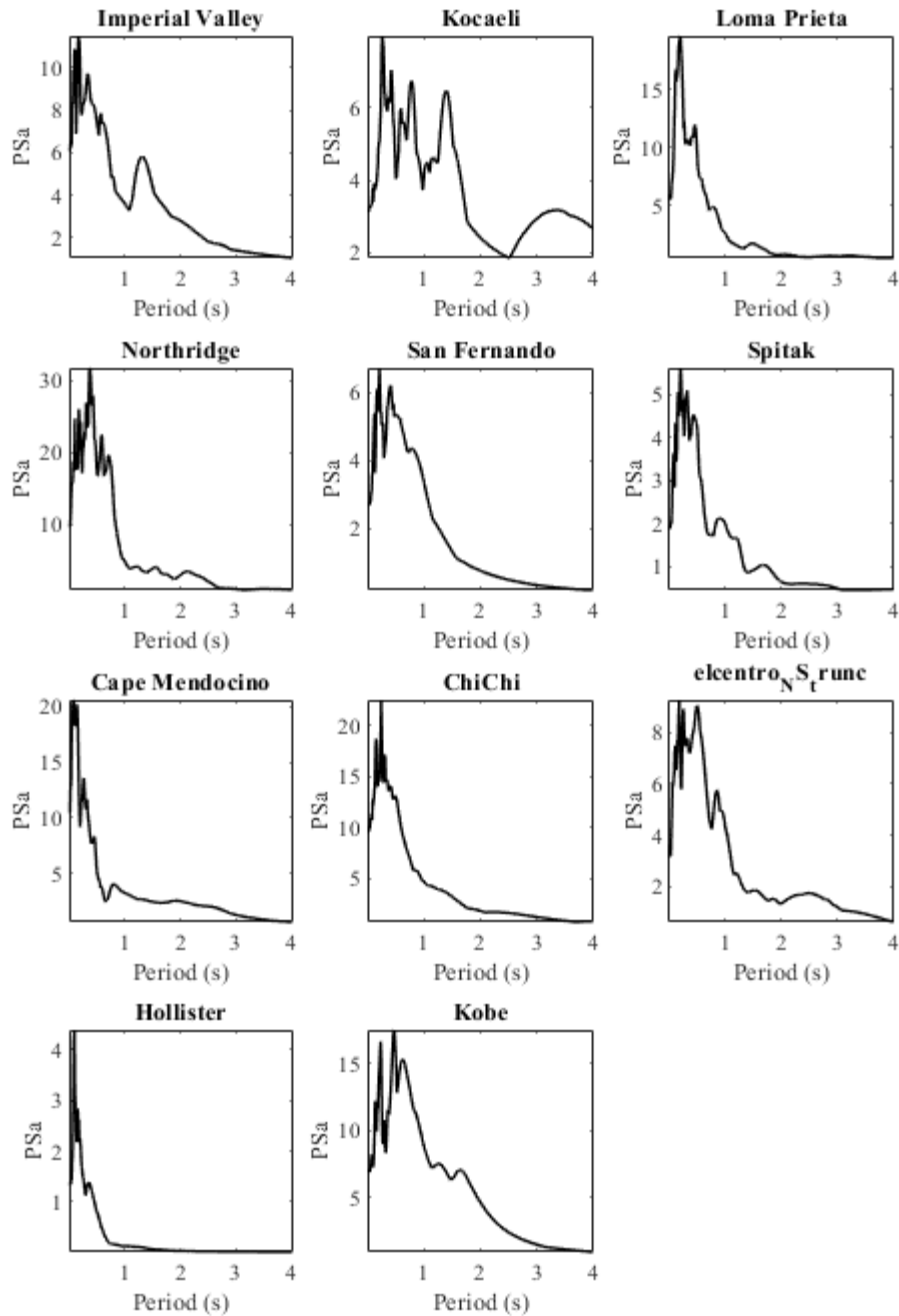 Imperial Valley
10
8
6
4
2
PSa
1 2 3 4
Period (s)
Kocaeli
6
4
2
PSa
1 2 3 4
Period (s)
Loma Prieta
15
10
5
PSa
1 2 3 4
Period (s)
Northridge
30
20
10
PSa
1 2 3 4
Period (s)
San Fernando
6
4
2
PSa
1 2 3 4
Period (s)
Spitak
5
4
3
2
1
PSa
1 2 3 4
Period (s)
Cape Mendocino
20
15
10
5
PSa
1 2 3 4
Period (s)
ChiChi
20
15
10
5
PSa
1 2 3 4
Period (s)
elcentro_NS_trunc
8
6
4
2
PSa
1 2 3 4
Period (s)
Hollister
4
3
2
1
PSa
1 2 3 4
Period (s)
Kobe
15
10
5
PSa
1 2 3 4
Period (s)